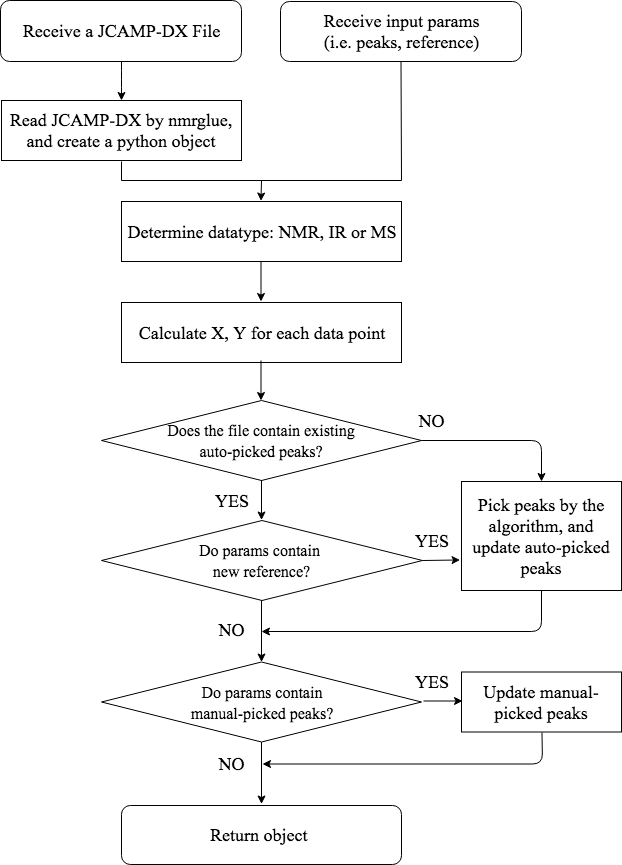 Receive a JCAMP-DX File
Receive input params
(i.e. peaks, reference)
Read JCAMP-DX by nmrglue,
and create a python object
Determine datatype: NMR, IR or MS
Calculate X, Y for each data point
Does the file contain existing
auto-picked peaks?
NO
YES
Pick peaks by the
algorithm, and
update auto-picked
peaks
Do params contain
new reference?
YES
NO
Do params contain
manual-picked peaks?
YES
Update manual-
picked peaks
NO
Return object